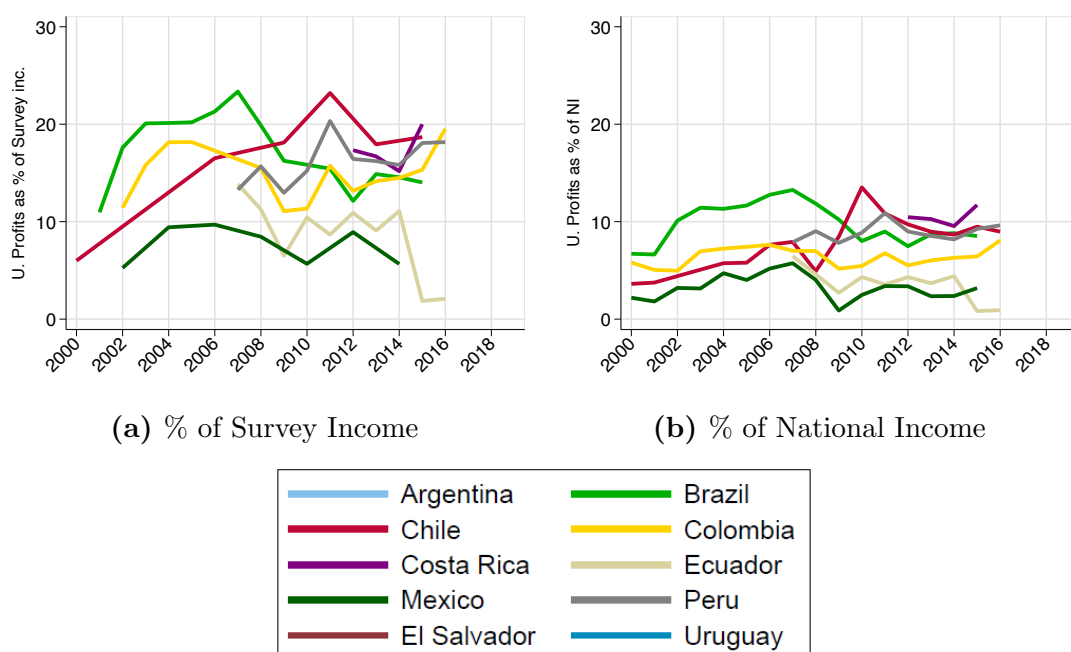 U. Profits as % of Survey inc.
30
20
10
0
2000 2002 2004 2006 2008 2010 2012 2014 2016 2018
(a) % of Survey Income
U. Profits as % of NI
30
20
10
0
2000 2002 2004 2006 2008 2010 2012 2014 2016 2018
(b) % of National Income
Argentina Brazil
Chile Colombia
Costa Rica Ecuador
Mexico Peru
El Salvador Uruguay